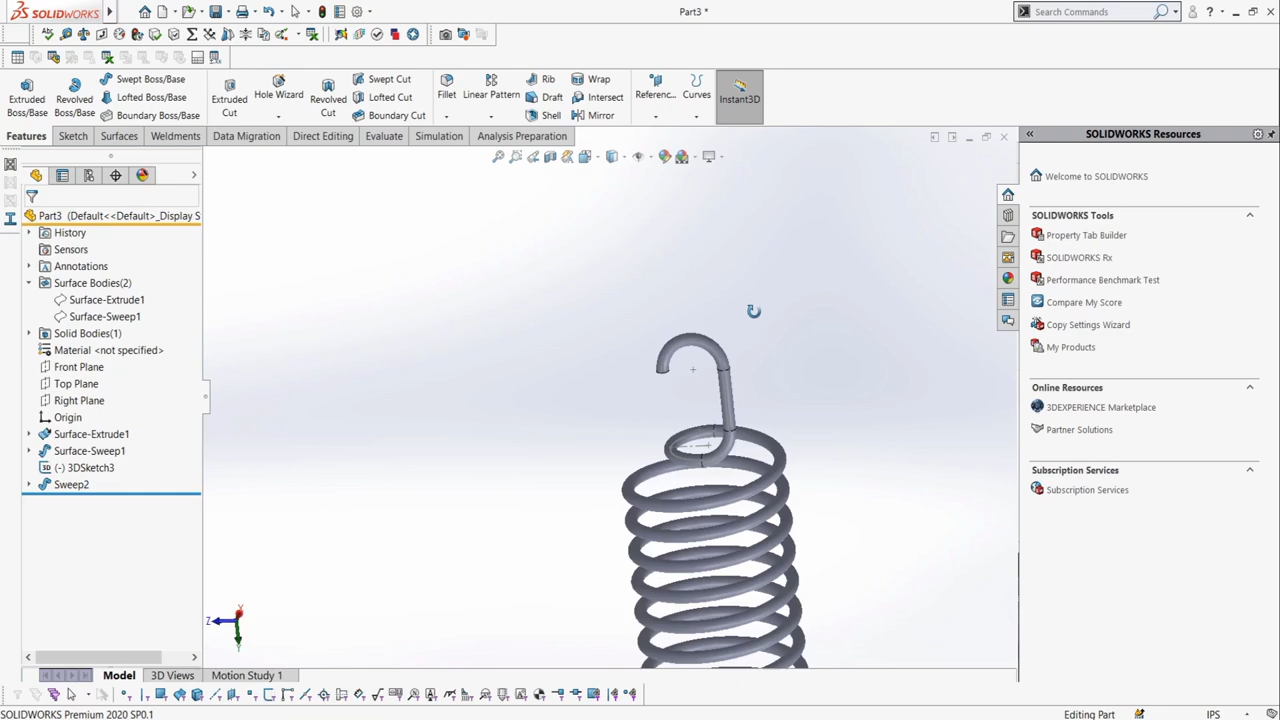 SOLIDWORKS
Part3 *
Search Commands
Extruded Boss/Base
Revolved Boss/Base
Swept Boss/Base
Lofted Boss/Base
Boundary Boss/Base
Extruded Cut
Hole Wizard
Revolved Cut
Swept Cut
Lofted Cut
Boundary Cut
Fillet
Linear Pattern
Rib
Draft
Shell
Wrap
Intersect
Mirror
Referenc...
Curves
Instant3D
Features
Sketch
Surfaces
Weldments
Data Migration
Direct Editing
Evaluate
Simulation
Analysis Preparation
Part3 (Default<<Default>_Display S
History
Sensors
Annotations
Surface Bodies(2)
Surface-Extrude1
Surface-Sweep1
Solid Bodies(1)
Material <not specified>
Front Plane
Top Plane
Right Plane
Origin
Surface-Extrude1
Surface-Sweep1
(-) 3DSketch3
Sweep2
Y
Z
SOLIDWORKS Resources
Welcome to SOLIDWORKS
SOLIDWORKS Tools
Property Tab Builder
SOLIDWORKS Rx
Performance Benchmark Test
Compare My Score
Copy Settings Wizard
My Products
Online Resources
3DEXPERIENCE Marketplace
Partner Solutions
Subscription Services
Subscription Services
Model
3D Views
Motion Study 1
SOLIDWORKS Premium 2020 SP0.1
Editing Part
IPS